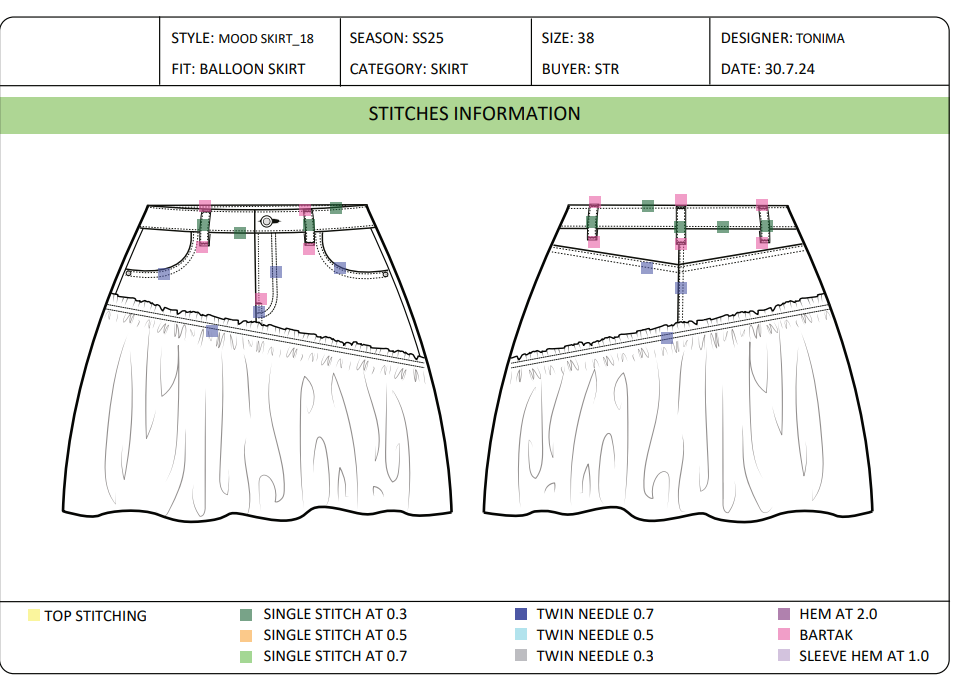 STYLE: MOOD SKIRT_18
SEASON: SS25
SIZE: 38
DESIGNER: TONIMA
FIT: BALLOON SKIRT
CATEGORY: SKIRT
BUYER: STR
DATE: 30.7.24
STITCHES INFORMATION
TOP STITCHING
SINGLE STITCH AT 0.3
SINGLE STITCH AT 0.5
SINGLE STITCH AT 0.7
TWIN NEEDLE 0.7
TWIN NEEDLE 0.5
TWIN NEEDLE 0.3
HEM AT 2.0
BARTAK
SLEEVE HEM AT 1.0